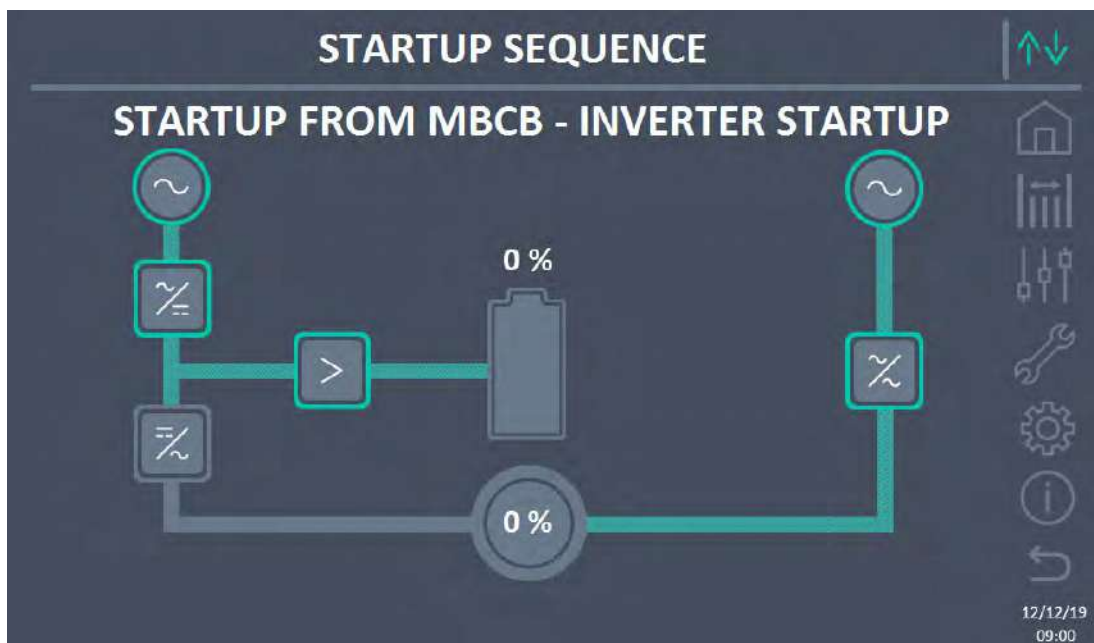 STARTUP SEQUENCE
STARTUP FROM MBCB - INVERTER STARTUP
0 %
0 %
12/12/19
09:00